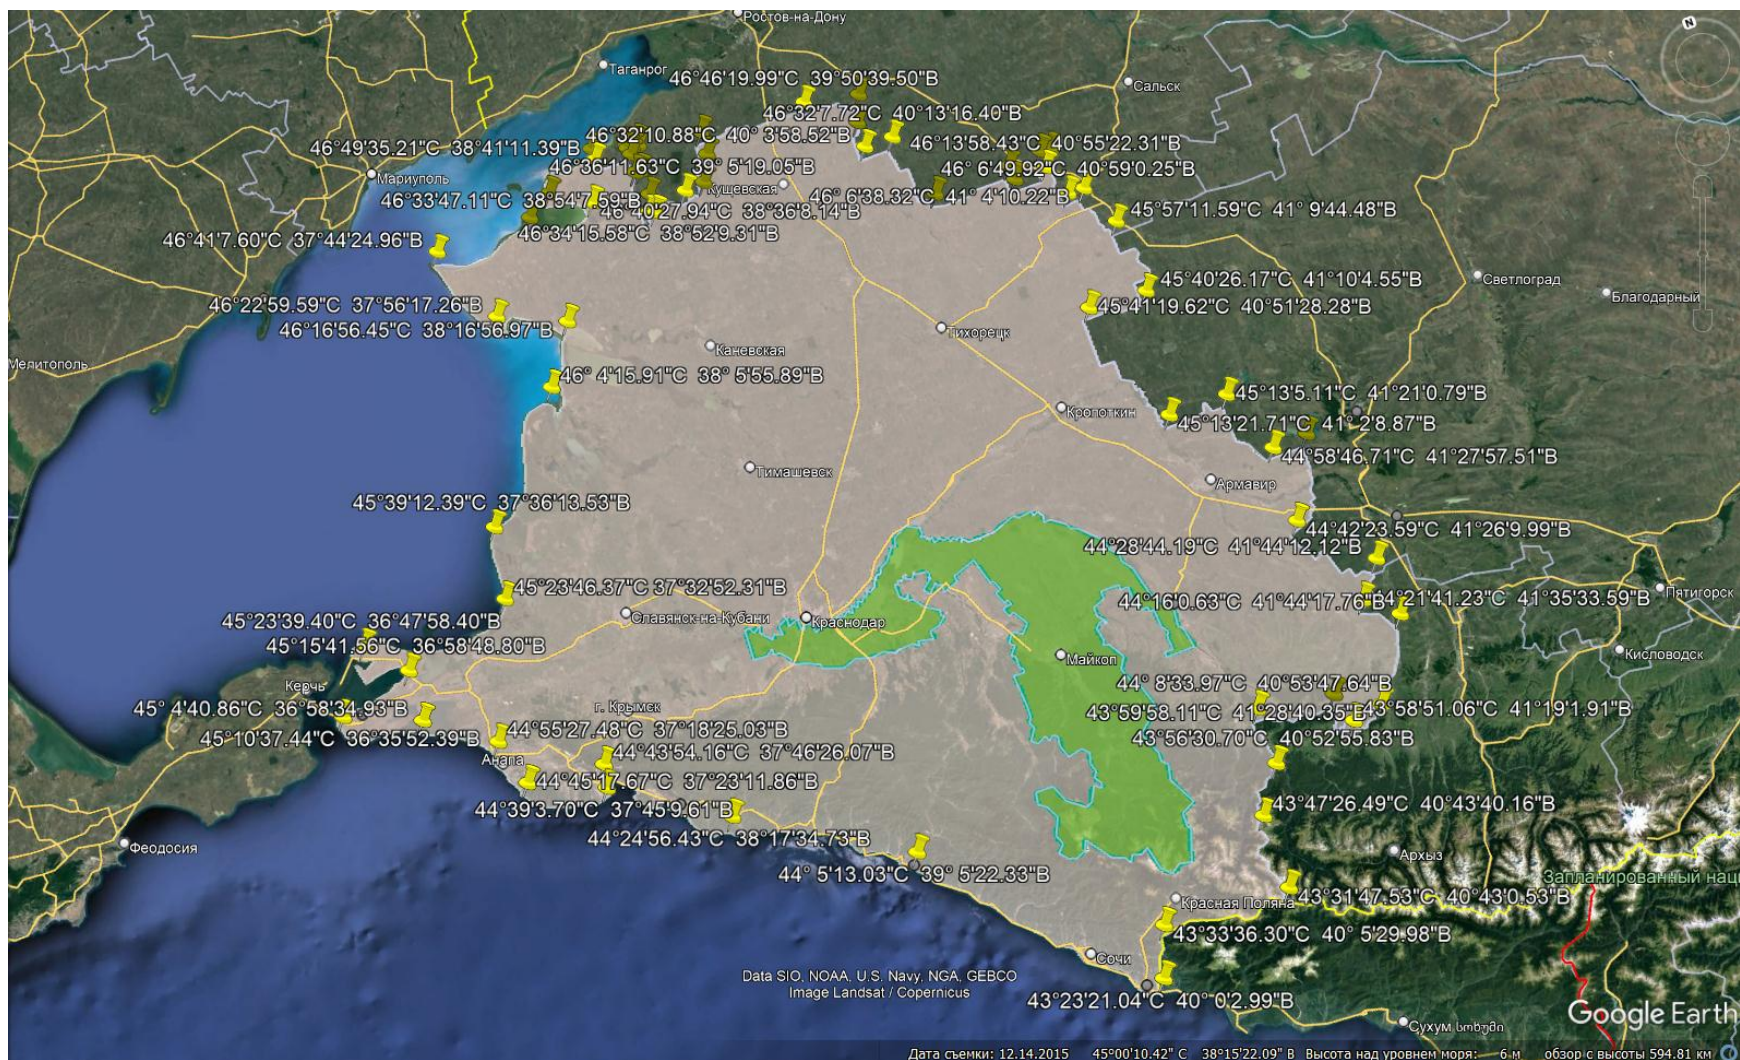 Ростов-на-Дону
Таганрог
46°46'19.99"С 39°50'39.50"В
Сальск
46°32'7.72"С 40°13'16.40"В
46°32'10.88"С 40° 3'58.52"В
46°13'58.43"С 40°55'22.31"В
46°49'35.21"С 38°41'11.39"В
46°36'11.63"С 39° 5'19.05"В
46° 6'49.92"С 40°59'0.25"В
Мариуполь
Кущевская
46°33'47.11"С 38°54'7.59"В
46° 6'38.32"С 41° 4'10.22"В
46°40'27.94"С 38°36'8.14"В
45°57'11.59"С 41° 9'44.48"В
46°34'15.58"С 38°52'9.31"В
46°41'7.60"С 37°44'24.96"В
45°40'26.17"С 41°10'4.55"В
Светлоград
Благодарный
46°22'59.59"С 37°56'17.26"В
45°41'19.62"С 40°51'28.28"В
46°16'56.45"С 38°16'56.97"В
Тихорецк
Каневская
Мелитополь
46° 4'15.91"С 38° 5'55.89"В
45°13'5.11"С 41°21'0.79"В
Кропоткин
45°13'21.71"С 41° 2'8.87"В
44°58'46.71"С 41°27'57.51"В
Тимашевск
Армавир
45°39'12.39"С 37°36'13.53"В
44°42'23.59"С 41°26'9.99"В
44°28'44.19"С 41°44'12.12"В
45°23'46.37"С 37°32'52.31"В
Пятигорск
44°16'0.63"С 41°44'17.76"В
44°21'41.23"С 41°35'33.59"В
Славянск-на-Кубани
Краснодар
45°23'39.40"С 36°47'58.40"В
45°15'41.56"С 36°58'48.80"В
Майкоп
Кисловодск
Керчь
44° 8'33.97"С 40°53'47.64"В
45° 4'40.86"С 36°58'34.93"В
г. Крымск
43°59'58.11"С 41°28'40.35"В
43°58'51.06"С 41°19'1.91"В
44°55'27.48"С 37°18'25.03"В
45°10'37.44"С 36°35'52.39"В
43°56'30.70"С 40°52'55.83"В
44°43'54.16"С 37°46'26.07"В
Анапа
44°45'17.67"С 37°23'11.86"В
43°47'26.49"С 40°43'40.16"В
44°39'3.70"С 37°45'9.61"В
44°24'56.43"С 38°17'34.73"В
Феодосия
Архыз
44° 5'13.03"С 39° 5'22.33"В
Запланированный нац
43°31'47.53"С 40°43'0.53"В
Красная Поляна
43°33'36.30"С 40° 5'29.98"В
Сочи
Data SIO, NOAA, U.S. Navy, NGA, GEBCO
Image Landsat / Copernicus
43°23'21.04"С 40° 0'2.99"В
Google Earth
Сухум სოხუმი
Дата съемки: 12.14.2015 45°00'10.42" С 38°15'22.09" В Высота над уровнем моря: 6 м обзор с высоты 594.81 км
N